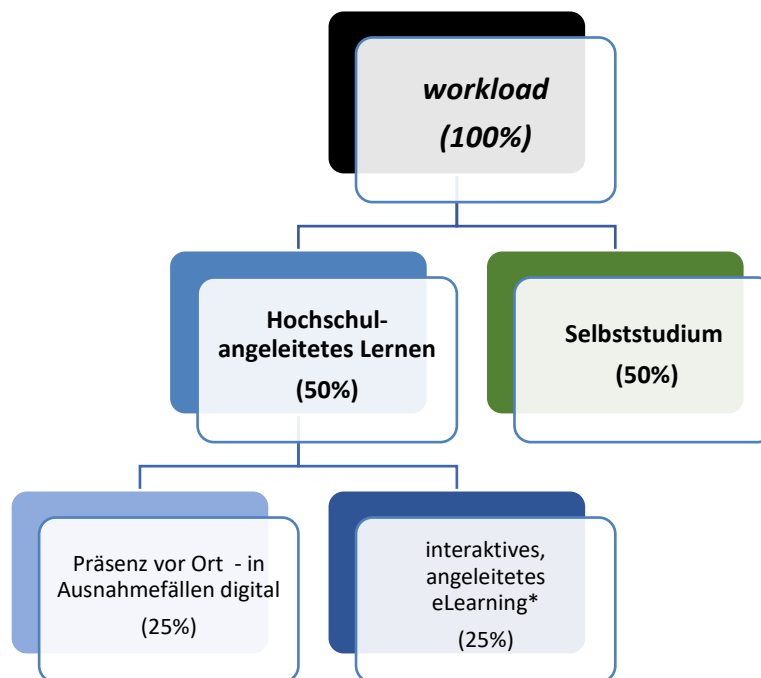 workload
(100%)
Hochschul-
angeleitetes Lernen
(50%)
Selbststudium
(50%)
Präsenz vor Ort - in
Ausnahmefällen digital
(25%)
interaktives,
angeleitetes
eLearning*
(25%)